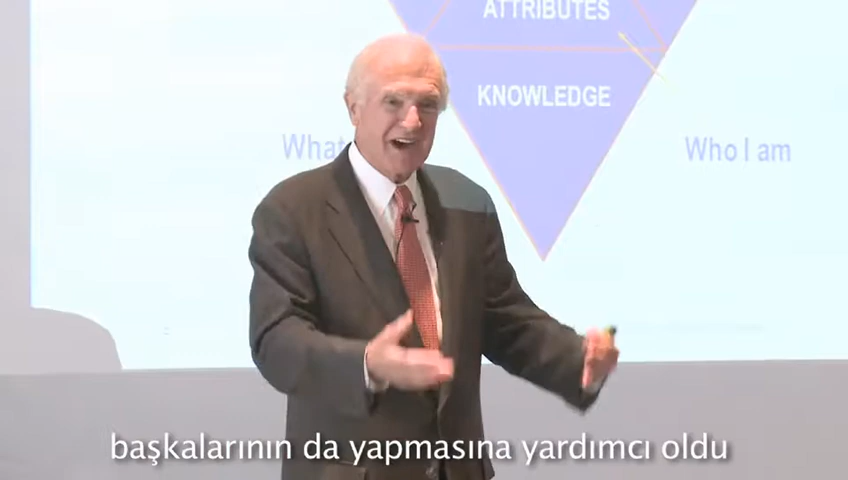 ATTRIBUTES
KNOWLEDGE
What
Who I am
başkalarının da yapmasına yardımcı oldu